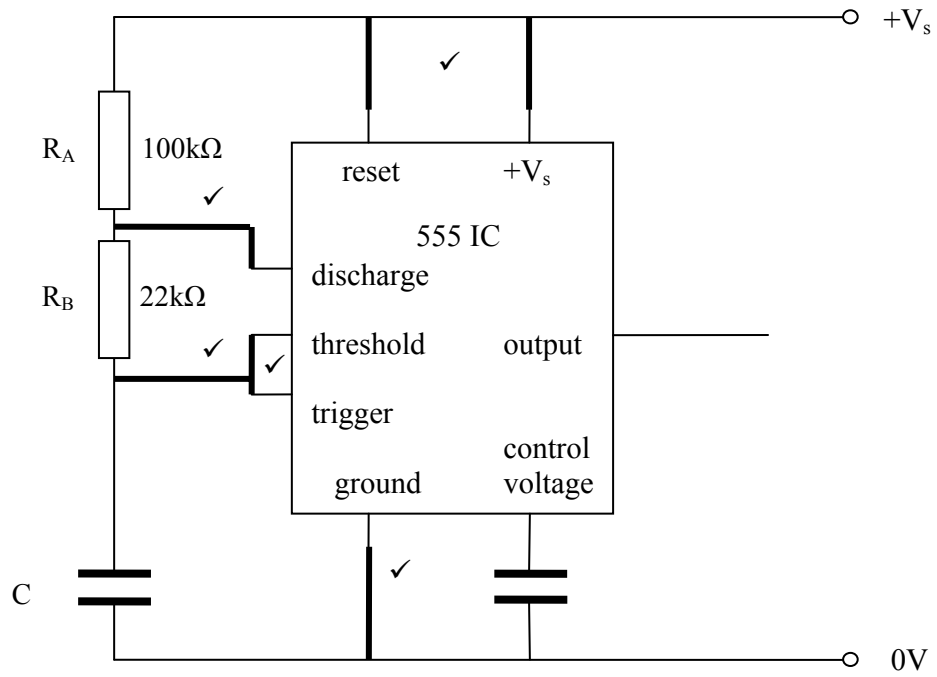 +Vs
RA 100kΩ ✓
reset +Vs
✓
555 IC
discharge
RB 22kΩ
✓ threshold output
✓
trigger
control
ground voltage
✓
C
0V